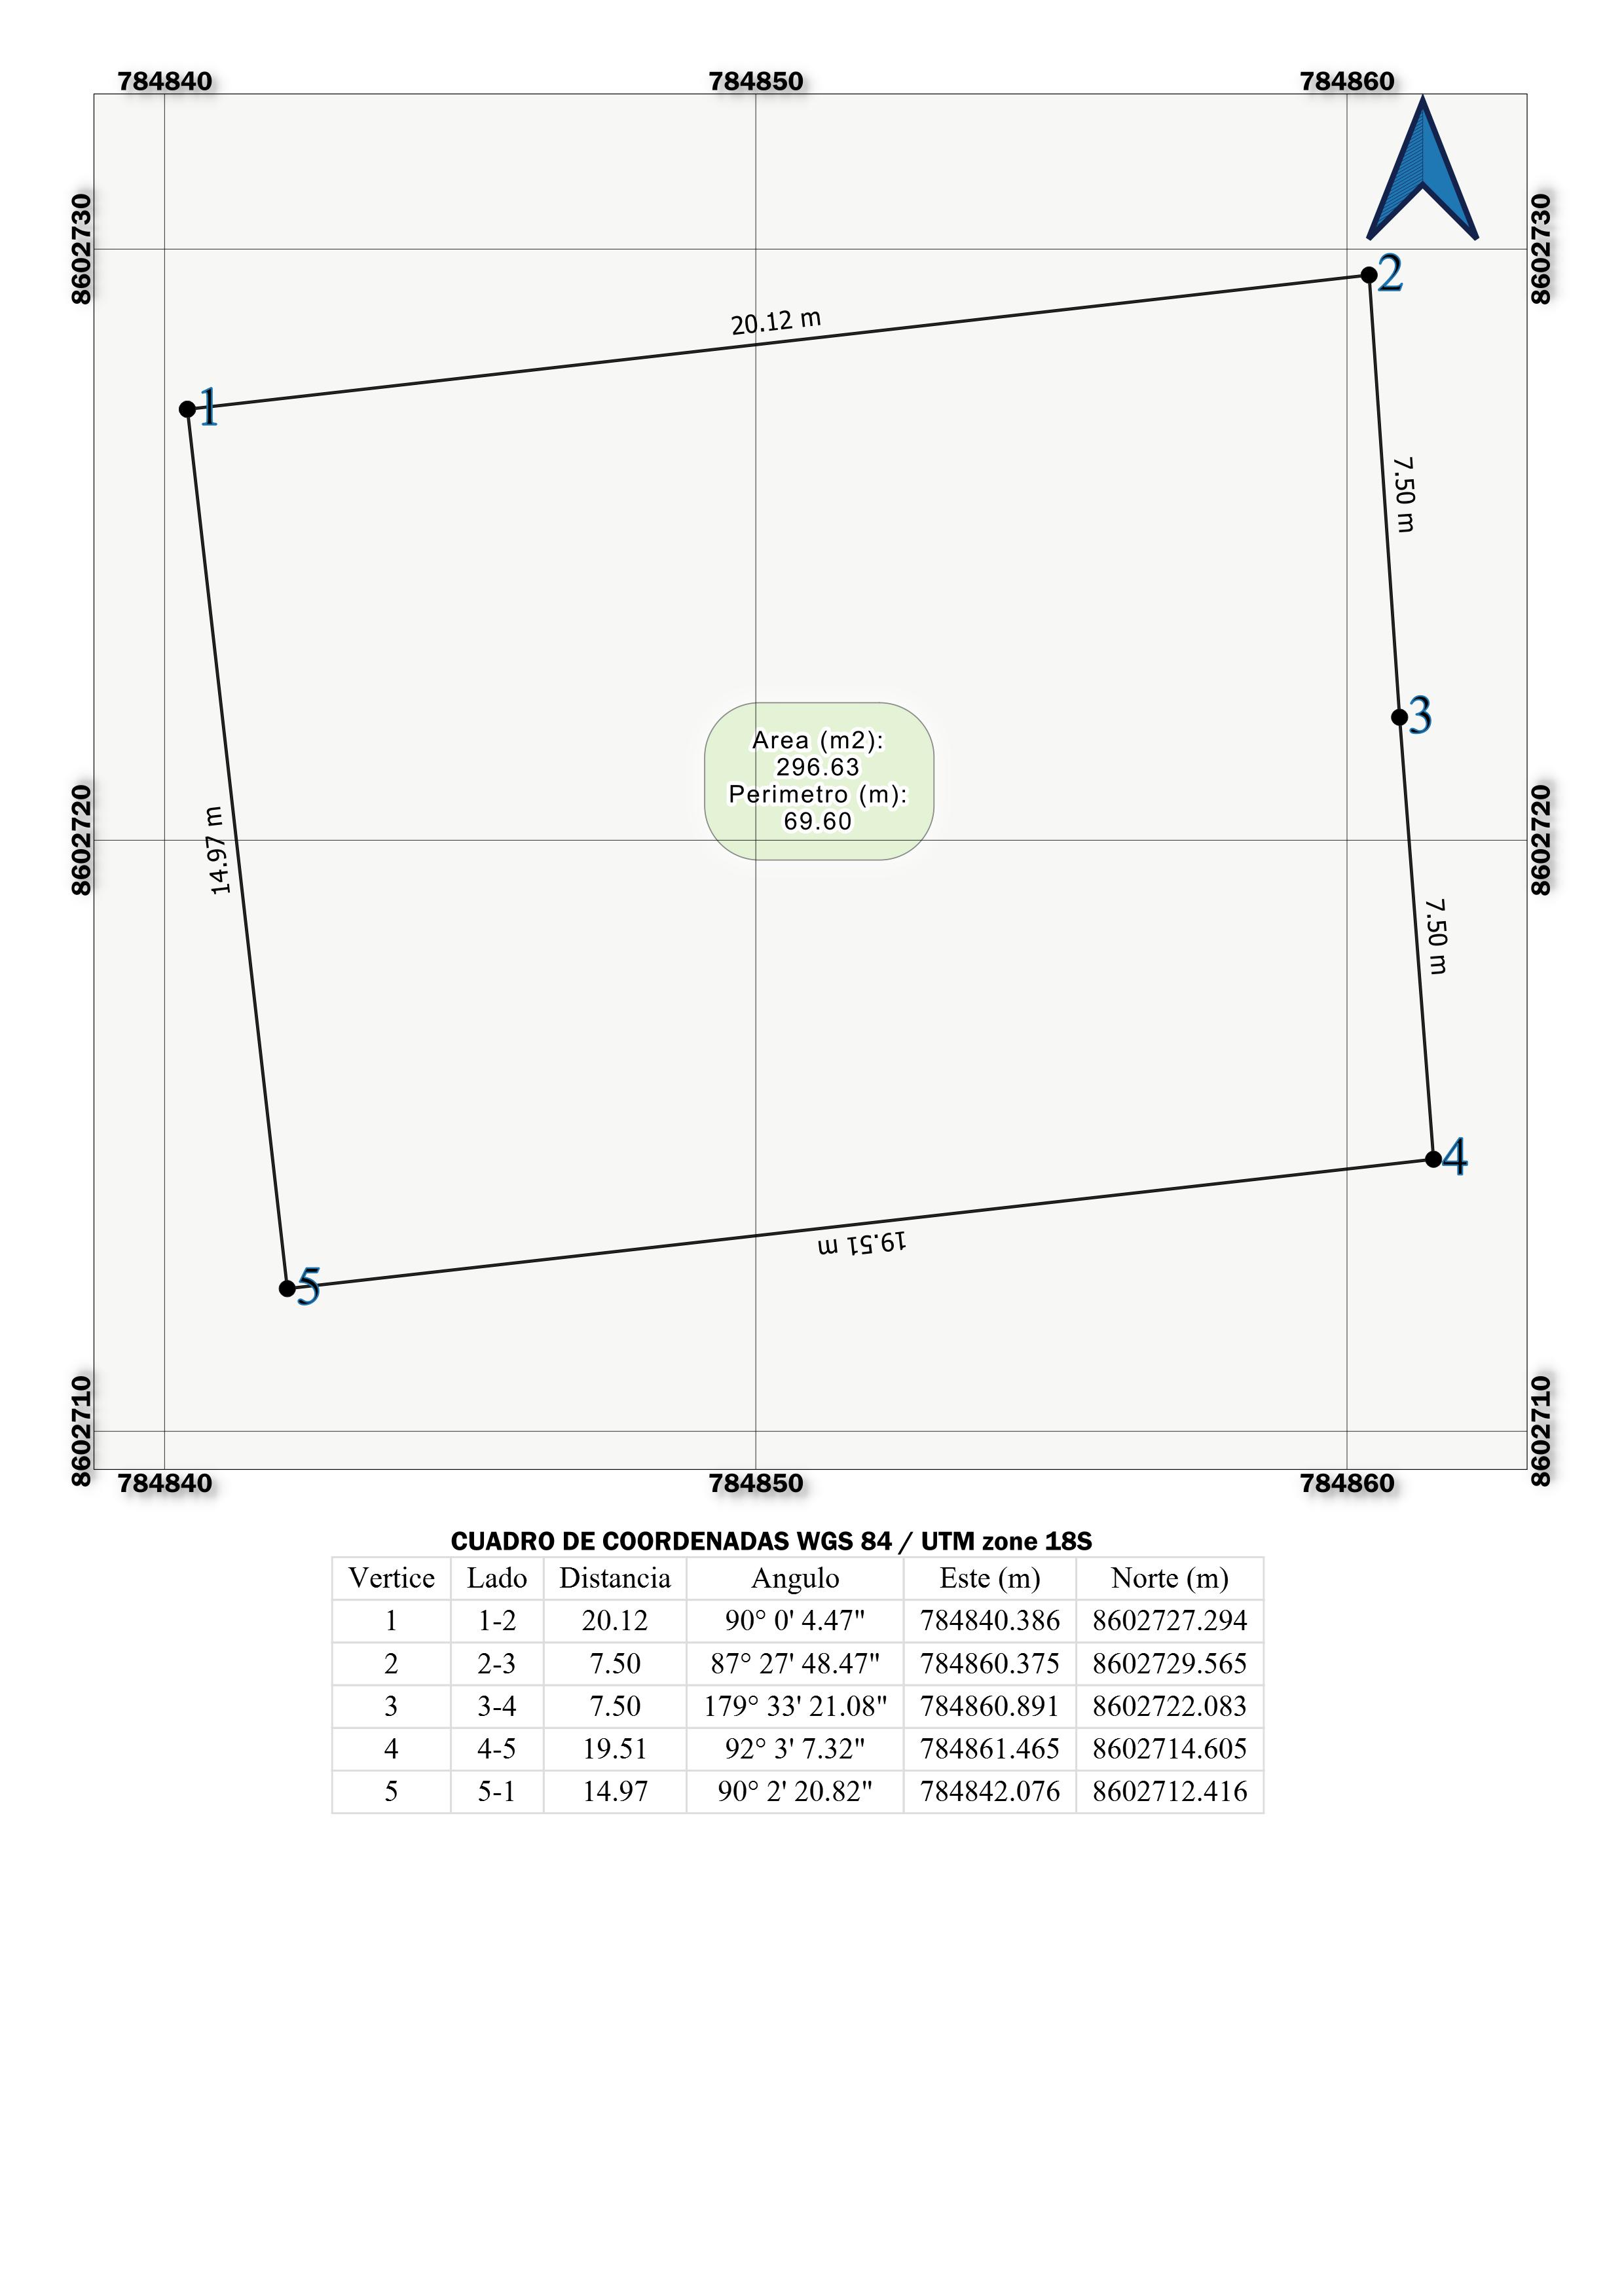 784840 784850 784860
8602730 8602730
2
20.12 m
1
7.50 m
3
Area (m2):
296.63
Perimetro (m):
69.60
8602720 8602720
14.97 m
7.50 m
4
19.51 m
5
8602710 8602710
784840 784850 784860
CUADRO DE COORDENADAS WGS 84 / UTM zone 18S
Vertice Lado Distancia Angulo Este (m) Norte (m)
1 1-2 20.12 90° 0' 4.47" 784840.386 8602727.294
2 2-3 7.50 87° 27' 48.47" 784860.375 8602729.565
3 3-4 7.50 179° 33' 21.08" 784860.891 8602722.083
4 4-5 19.51 92° 3' 7.32" 784861.465 8602714.605
5 5-1 14.97 90° 2' 20.82" 784842.076 8602712.416